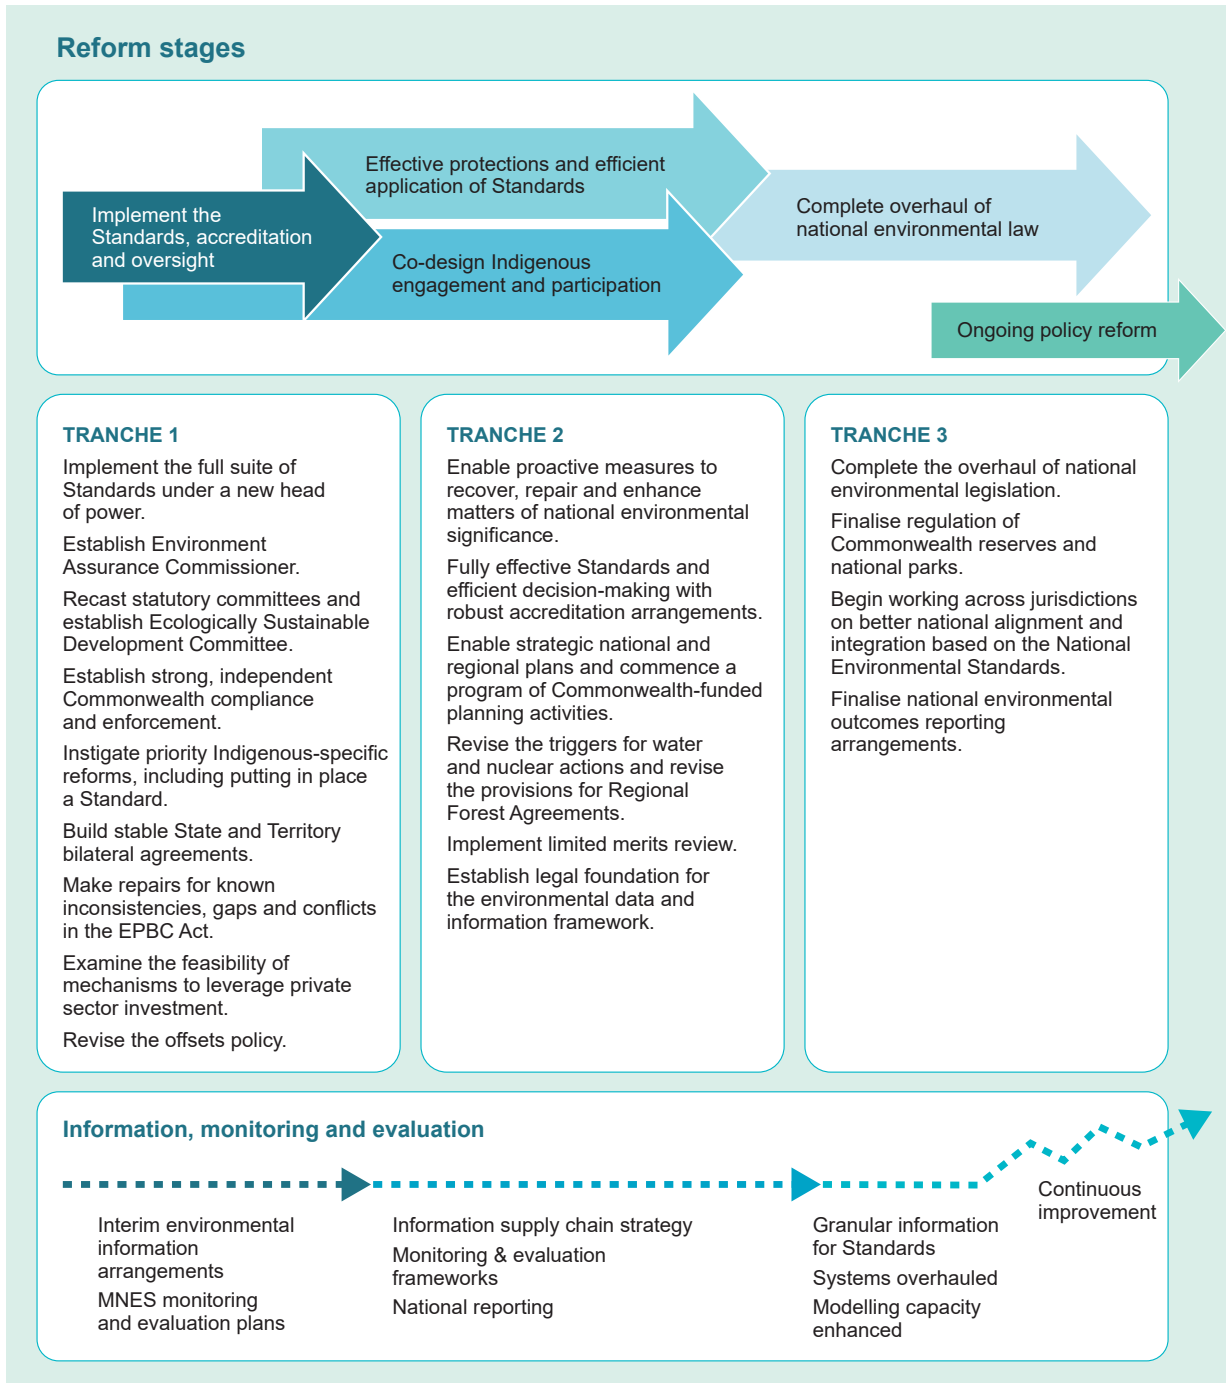 Reform stages
Effective protections and efficient
application of Standards
Implement the
Standards, accreditation
and oversight
Complete overhaul of
national environmental law
Co-design Indigenous
engagement and participation
Ongoing policy reform
TRANCHE 1
Implement the full suite of
Standards under a new head
of power.
Establish Environment
Assurance Commissioner.
Recast statutory committees and
establish Ecologically Sustainable
Development Committee.
Establish strong, independent
Commonwealth compliance
and enforcement.
Instigate priority Indigenous-specific
reforms, including putting in place
a Standard.
Build stable State and Territory
bilateral agreements.
Make repairs for known
inconsistencies, gaps and conflicts
in the EPBC Act.
Examine the feasibility of
mechanisms to leverage private
sector investment.
Revise the offsets policy.
TRANCHE 2
Enable proactive measures to
recover, repair and enhance
matters of national environmental
significance.
Fully effective Standards and
efficient decision-making with
robust accreditation arrangements.
Enable strategic national and
regional plans and commence a
program of Commonwealth-funded
planning activities.
Revise the triggers for water
and nuclear actions and revise
the provisions for Regional
Forest Agreements.
Implement limited merits review.
Establish legal foundation for
the environmental data and
information framework.
TRANCHE 3
Complete the overhaul of national
environmental legislation.
Finalise regulation of
Commonwealth reserves and
national parks.
Begin working across jurisdictions
on better national alignment and
integration based on the National
Environmental Standards.
Finalise national environmental
outcomes reporting
arrangements.
Information, monitoring and evaluation
Interim environmental
information
arrangements
MNES monitoring
and evaluation plans
Information supply chain strategy
Monitoring & evaluation
frameworks
National reporting
Granular information
for Standards
Systems overhauled
Modelling capacity
enhanced
Continuous
improvement